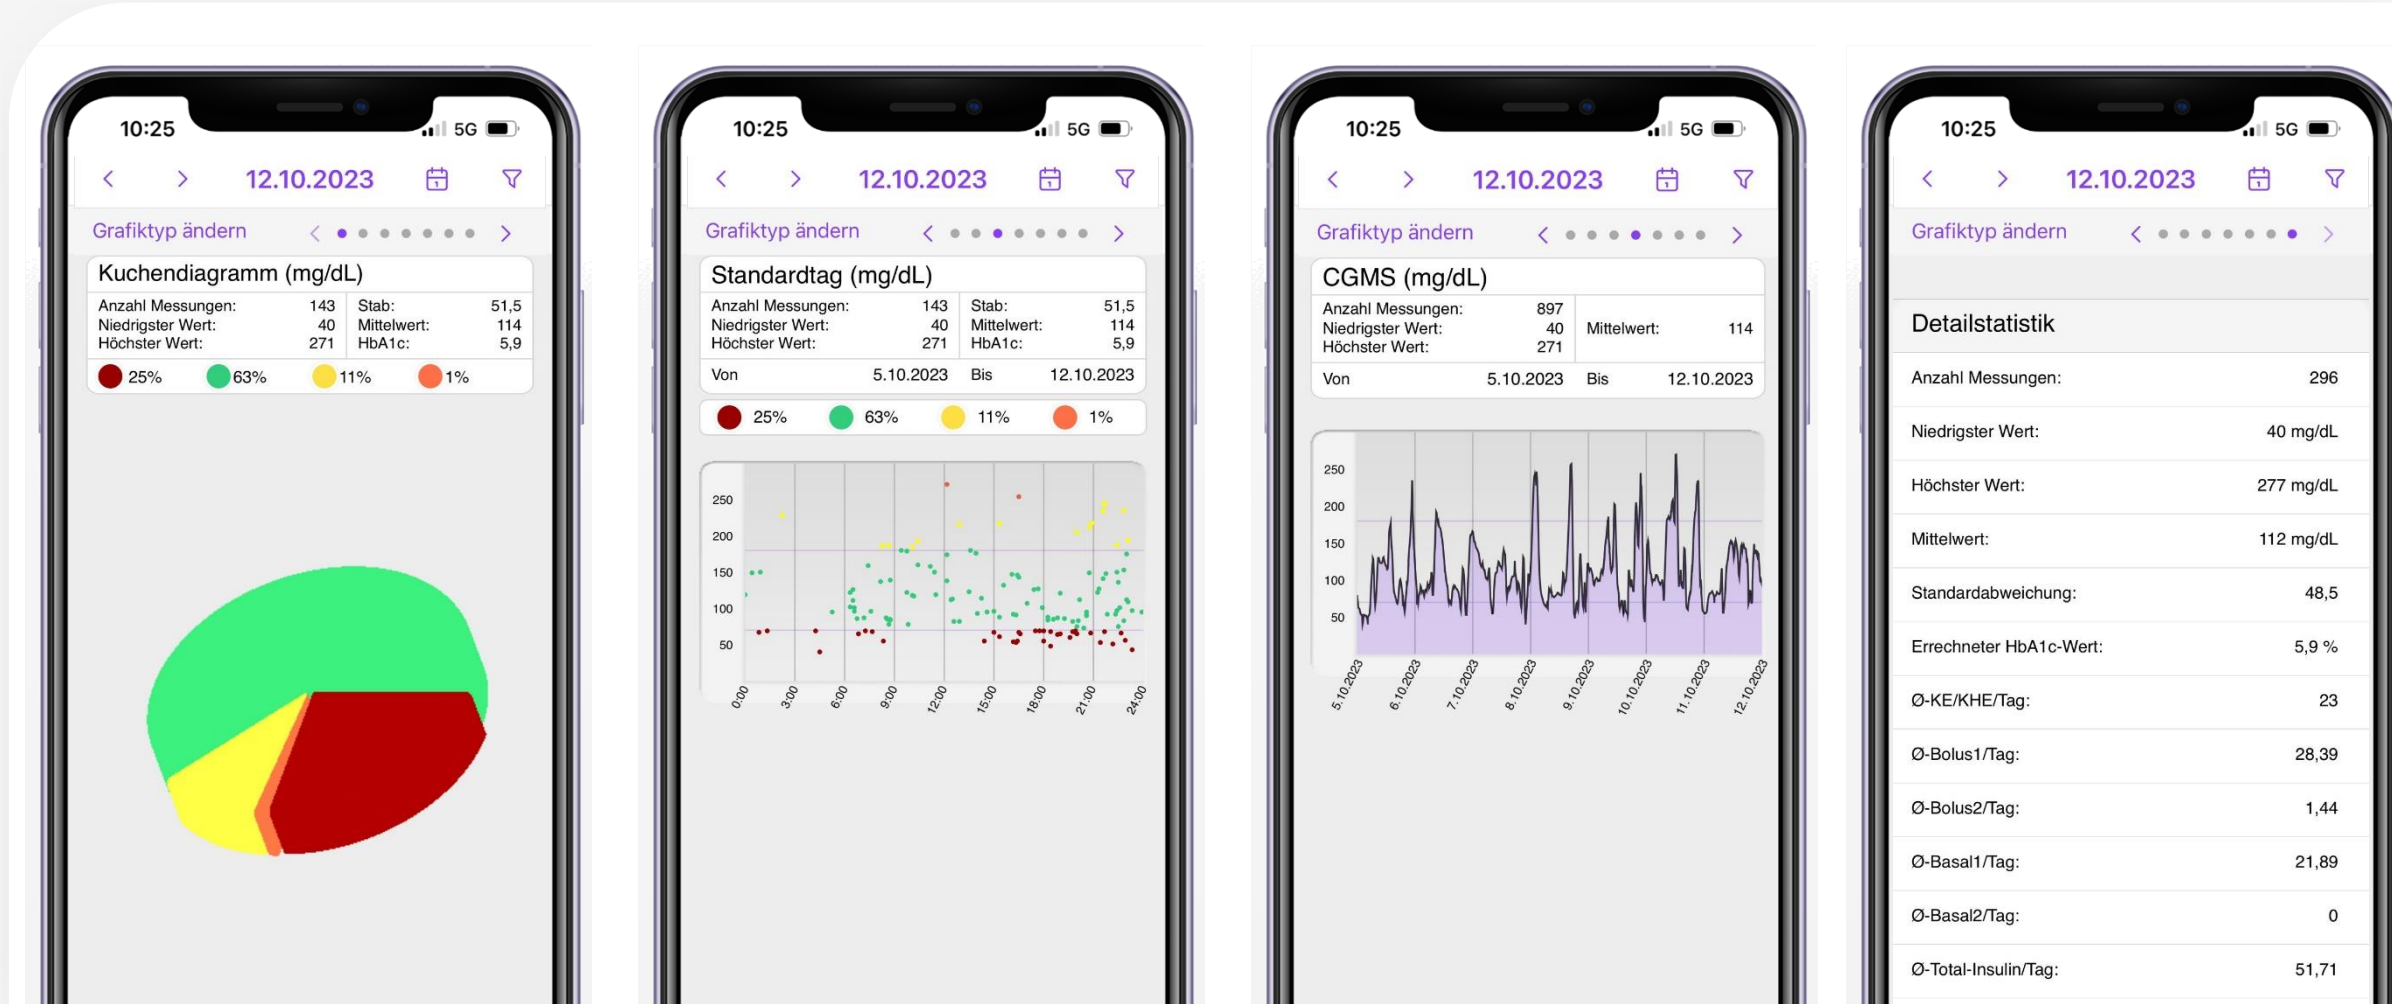 10:25
5G
12.10.2023
1
Grafiktyp ändern
Kuchendiagramm (mg/dL)
Anzahl Messungen: 143 Stab: 51,5
Niedrigster Wert: 40 Mittelwert: 114
Höchster Wert: 271 HbA1c: 5,9
25% 63% 11% 1%
10:25
5G
12.10.2023
1
Grafiktyp ändern
Standardtag (mg/dL)
Anzahl Messungen: 143 Stab: 51,5
Niedrigster Wert: 40 Mittelwert: 114
Höchster Wert: 271 HbA1c: 5,9
Von 5.10.2023 Bis 12.10.2023
25% 63% 11% 1%
250
200
150
100
50
0:00 3:00 6:00 9:00 12:00 15:00 18:00 21:00 24:00
10:25
5G
12.10.2023
1
Grafiktyp ändern
CGMS (mg/dL)
Anzahl Messungen: 897
Niedrigster Wert: 40 Mittelwert: 114
Höchster Wert: 271
Von 5.10.2023 Bis 12.10.2023
250
200
150
100
50
5.10.2023 6.10.2023 7.10.2023 8.10.2023 9.10.2023 10.10.2023 11.10.2023 12.10.2023
10:25
5G
12.10.2023
1
Grafiktyp ändern
Detailstatistik
Anzahl Messungen: 296
Niedrigster Wert: 40 mg/dL
Höchster Wert: 277 mg/dL
Mittelwert: 112 mg/dL
Standardabweichung: 48,5
Errechneter HbA1c-Wert: 5,9 %
Ø-KE/KHE/Tag: 23
Ø-Bolus1/Tag: 28,39
Ø-Bolus2/Tag: 1,44
Ø-Basal1/Tag: 21,89
Ø-Basal2/Tag: 0
Ø-Total-Insulin/Tag: 51,71